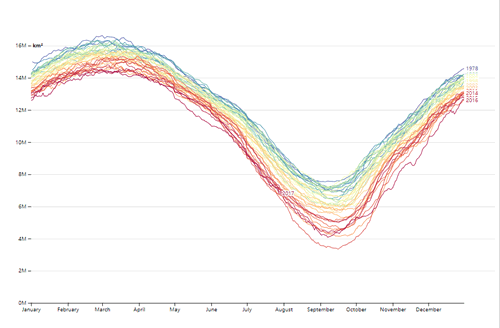 16M km²
14M
12M
10M
8M
6M
4M
2M
0M
1978
2014
2016
2017
January February March April May June July August September October November December